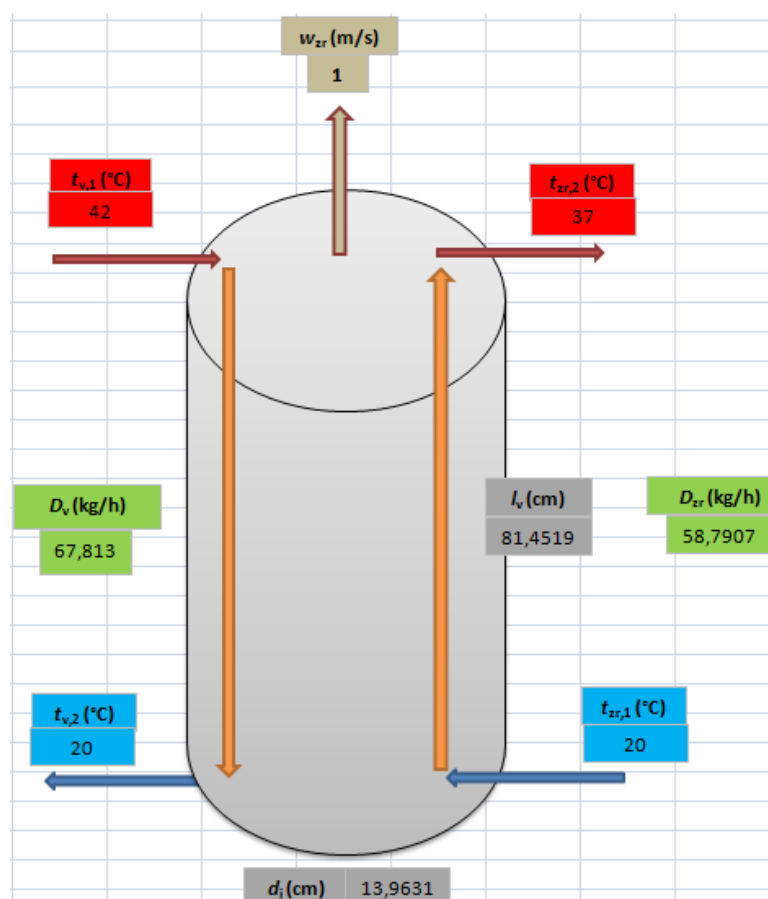 w_zr (m/s)
1
t_v,1 (°C)
42
t_zr,2 (°C)
37
D_v (kg/h)
67,813
l_v (cm)
81,4519
D_zr (kg/h)
58,7907
t_v,2 (°C)
20
t_zr,1 (°C)
20
d_i (cm) 13,9631